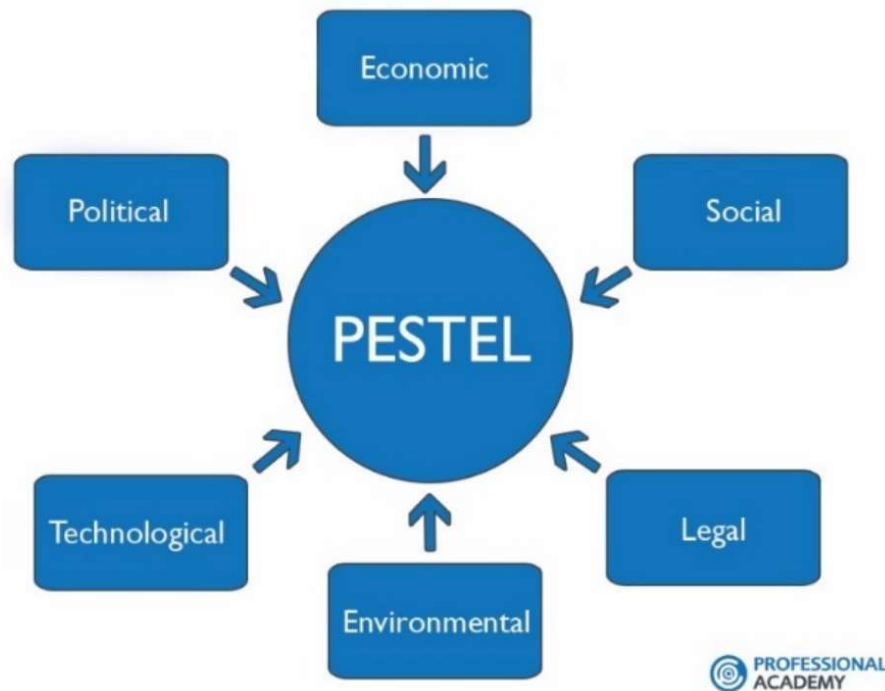 Economic
Political
Social
PESTEL
Technological
Legal
Environmental
PROFESSIONAL
ACADEMY